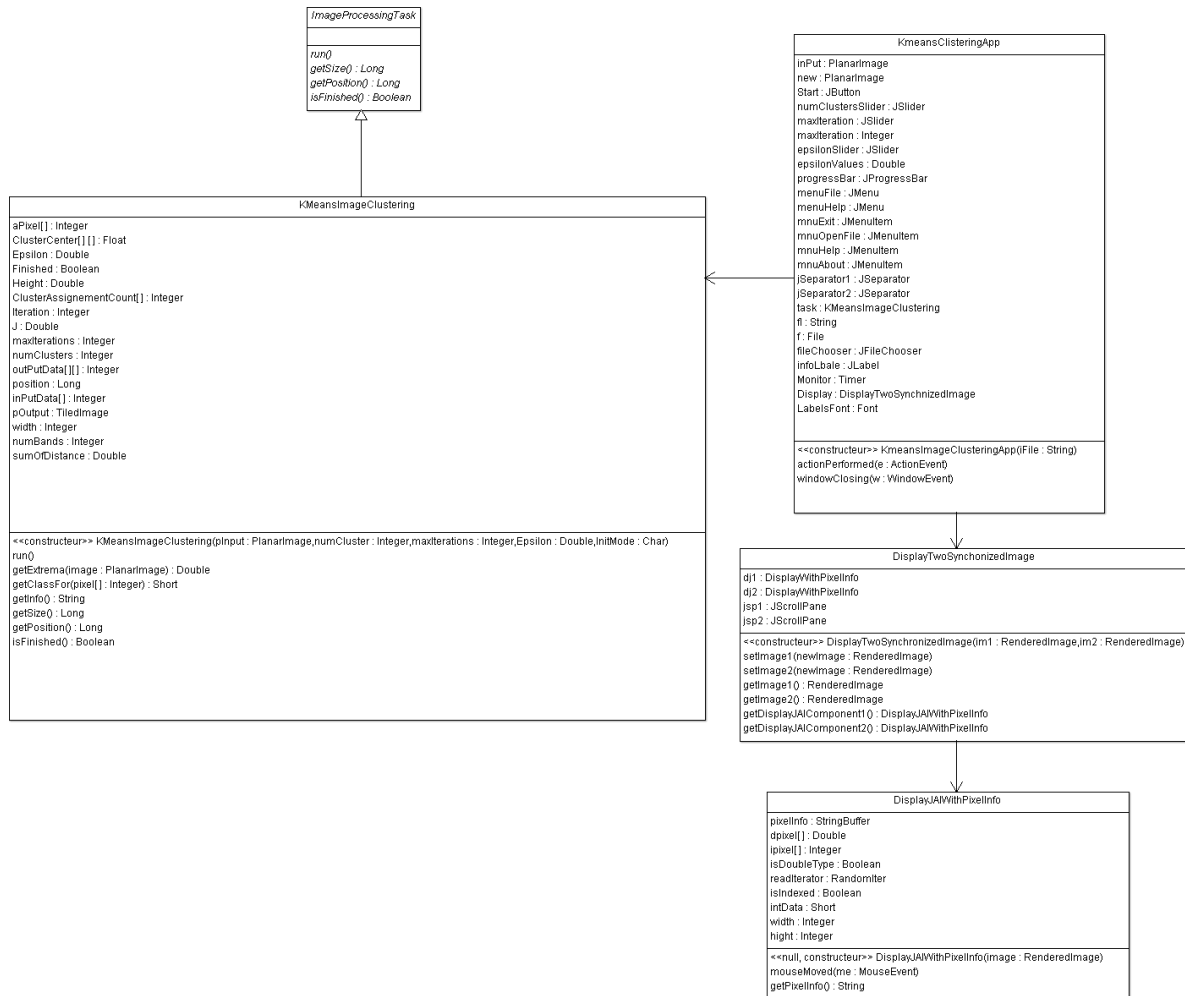 ImageProcessingTask
run()
getSize() : Long
getPosition() : Long
isFinished() : Boolean
KMeansImageClustering
aPixel[] : Integer
ClusterCenter[] [] : Float
Epsilon : Double
Finished : Boolean
Height : Double
ClusterAssignementCount[] : Integer
Iteration : Integer
J : Double
maxIterations : Integer
numClusters : Integer
outPutData[][] : Integer
position : Long
inPutData[] : Integer
pOutput : TiledImage
width : Integer
numBands : Integer
sumOfDistance : Double
<<constructeur>> KMeansImageClustering(pInput : PlanarImage,numCluster : Integer,maxIterations : Integer,Epsilon : Double,InitMode : Char)
run()
getExtrema(image : PlanarImage) : Double
getClassFor(pixel[] : Integer) : Short
getInfo() : String
getSize() : Long
getPosition() : Long
isFinished() : Boolean
KmeansClisteringApp
inPut : PlanarImage
new : PlanarImage
Start : JButton
numClustersSlider : JSlider
maxIteration : JSlider
maxIteration : Integer
epsilonSlider : JSlider
epsilonValues : Double
progressBar : JProgressBar
menuFile : JMenu
menuHelp : JMenu
mnuExit : JMenuItem
mnuOpenFile : JMenuItem
mnuHelp : JMenuItem
mnuAbout : JMenuItem
jSeparator1 : JSeparator
jSeparator2 : JSeparator
task : KMeansImageClustering
fl : String
f : File
fileChooser : JFileChooser
infoLbale : JLabel
Monitor : Timer
Display : DisplayTwoSynchnizedImage
LabelsFont : Font
<<constructeur>> KmeansImageClusteringApp(iFile : String)
actionPerformed(e : ActionEvent)
windowClosing(w : WindowEvent)
DisplayTwoSynchonizedImage
dj1 : DisplayWithPixelInfo
dj2 : DisplayWithPixelInfo
jsp1 : JScrollPane
jsp2 : JScrollPane
<<constructeur>> DisplayTwoSynchronizedImage(im1 : RenderedImage,im2 : RenderedImage)
setImage1(newImage : RenderedImage)
setImage2(newImage : RenderedImage)
getImage1() : RenderedImage
getImage2() : RenderedImage
getDisplayJAIComponent1() : DisplayJAIWithPixelInfo
getDisplayJAIComponent2() : DisplayJAIWithPixelInfo
DisplayJAIWithPixelInfo
pixelInfo : StringBuffer
dpixel[] : Double
ipixel[] : Integer
isDoubleType : Boolean
readIterator : RandomIter
isIndexed : Boolean
intData : Short
width : Integer
hight : Integer
<<null, constructeur>> DisplayJAIWithPixelInfo(image : RenderedImage)
mouseMoved(me : MouseEvent)
getPixelInfo() : String